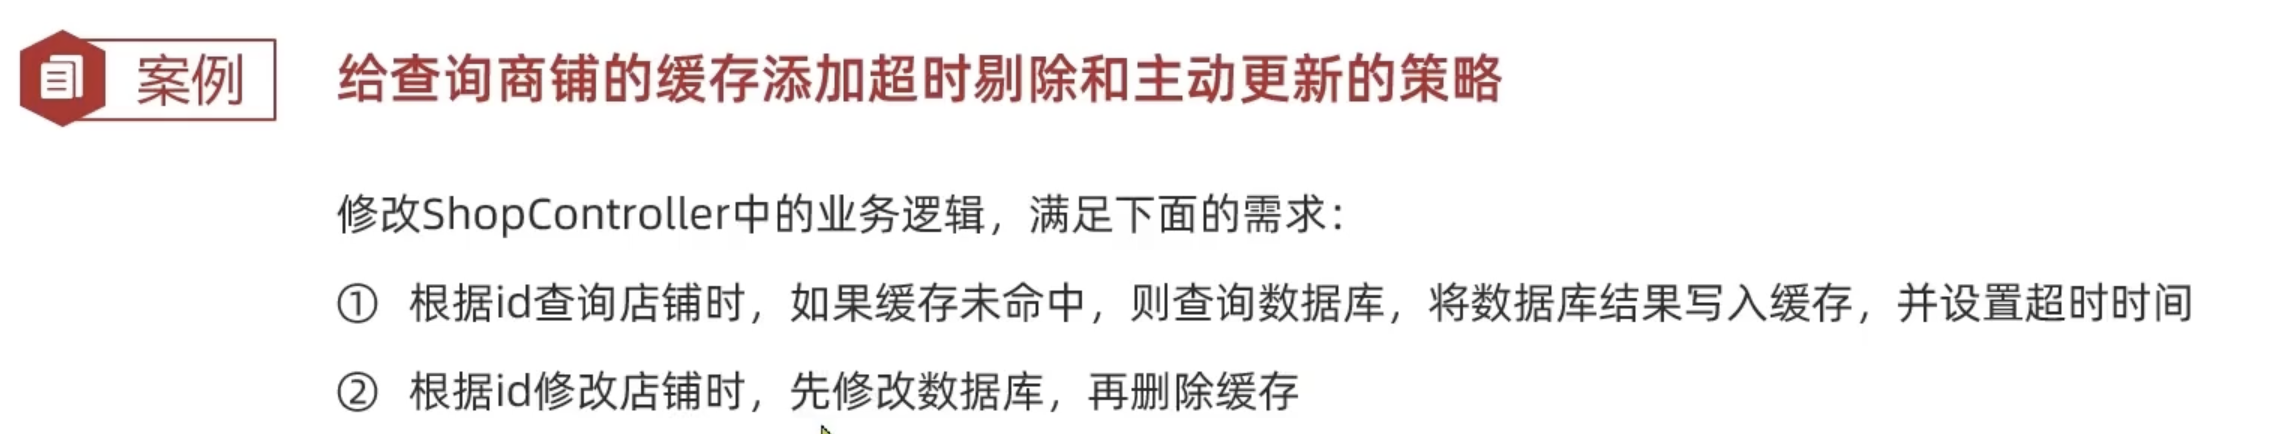 案例
给查询商铺的缓存添加超时剔除和主动更新的策略
修改ShopController中的业务逻辑，满足下面的需求：
① 根据id查询店铺时，如果缓存未命中，则查询数据库，将数据库结果写入缓存，并设置超时时间
② 根据id修改店铺时，先修改数据库，再删除缓存